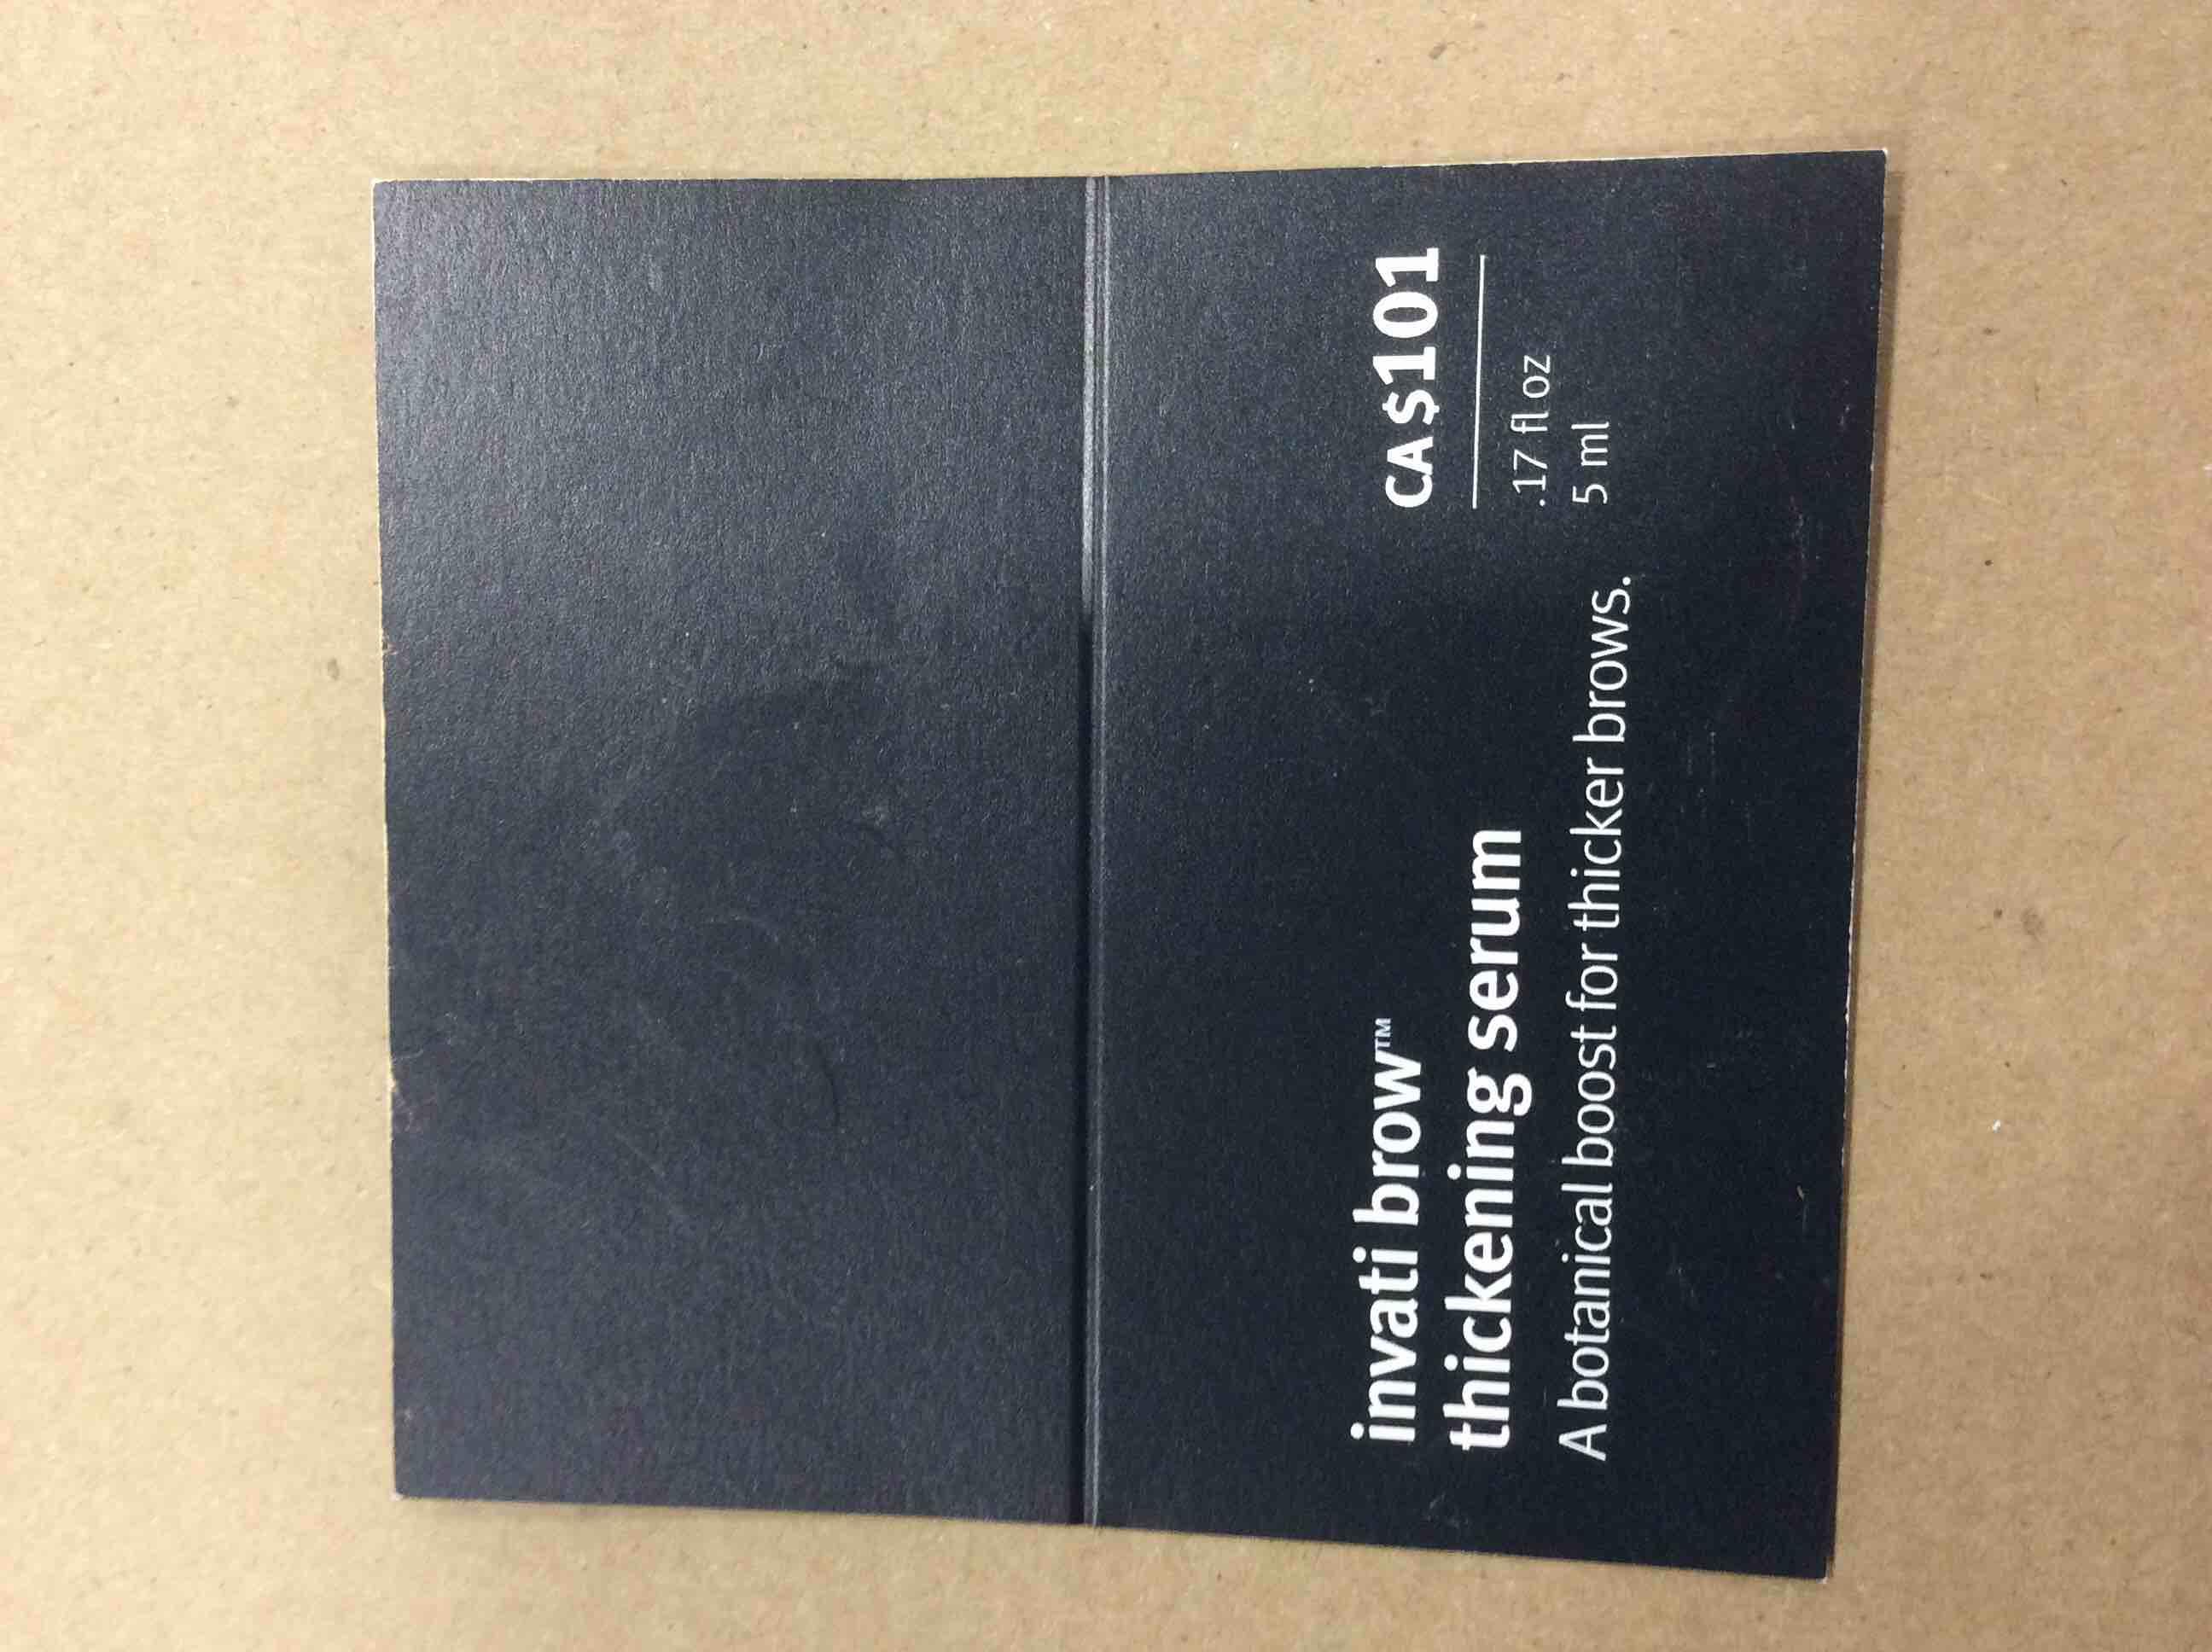 invati brow™
thickening serum
A botanical boost for thicker brows.
CA$101
.17 fl oz
5 ml